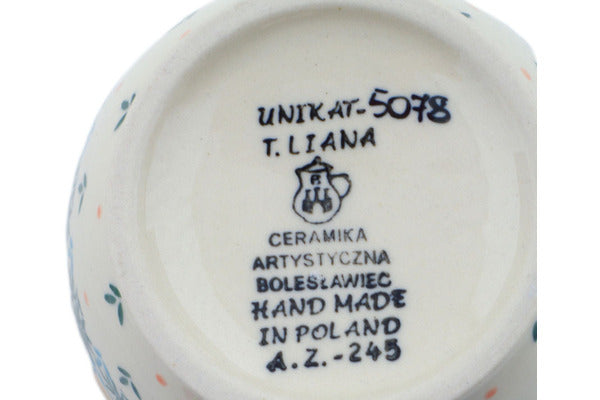 UNIKAT-5078
T. LIANA
B
CERAMIKA
ARTYSTYCZNA
BOLESŁAWIEC
HAND MADE
IN POLAND
A.Z.-245